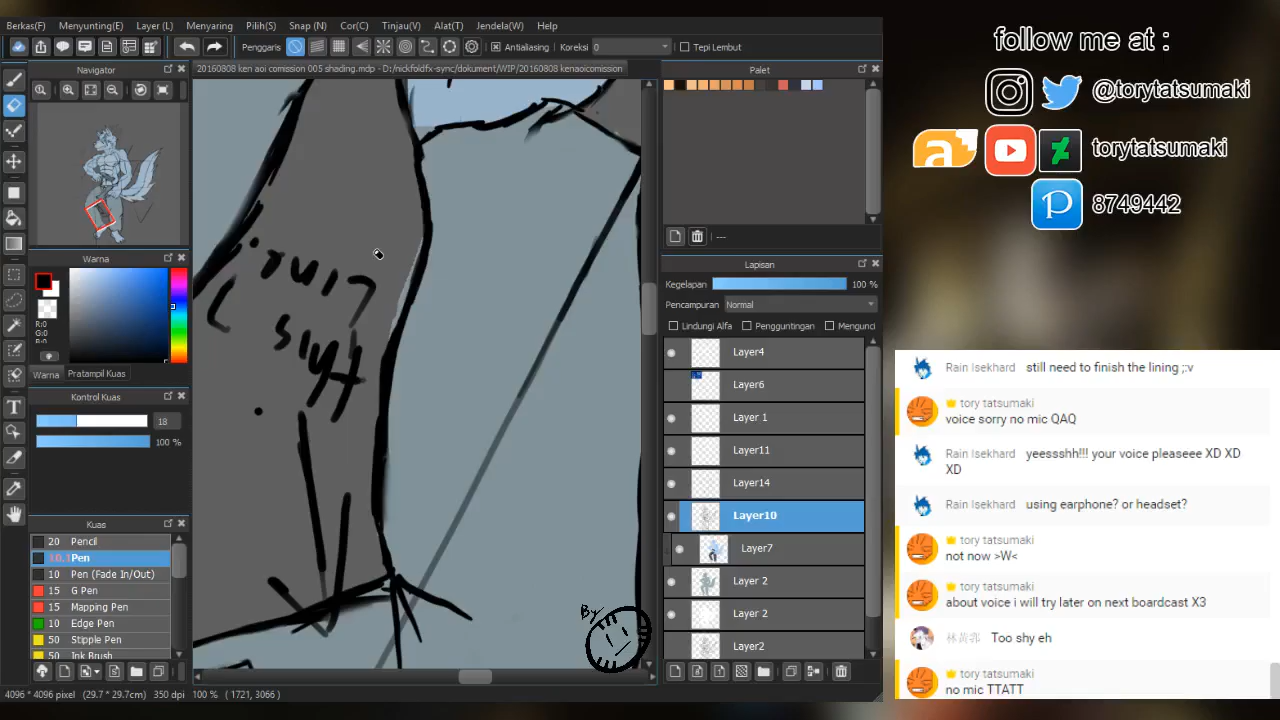 Berkas(F) Menyunting(E) Layer (L) Menyaring Pilih(S) Snap (N) Cor(C) Tinjau(V) Alat(T) Jendela(W) Help
Penggaris Antialiasing Koreksi 0 Tepi Lembut
Navigator
20160808 ken aoi comission 005 shading.mdp - D:/nickfoldfx-sync/dokument/WIP/20160808 kenaoicomission
Palet
---
Warna
R:0
G:0
Warna Pratampil Kuas
Kontrol Kuas
18
100 %
Kuas
20 Pencil
Pen
10 Pen (Fade In/Out)
15 G Pen
15 Mapping Pen
10 Edge Pen
50 Stipple Pen
50 Ink Brush
4096 * 4096 pixel (29.7 * 29.7cm) 350 dpi 100 % ( 1721, 3066 )
By
Lapisan
Kegelapan 100 %
Pencampuran Normal
Lindungi Alfa Pengguntingan Mengunci
Layer4
Layer6
Layer 1
Layer11
Layer14
Layer10
Layer7
Layer 2
Layer 2
Layer2
follow me at :
@torytatsumaki
torytatsumaki
8749442
Rain Isekhard still need to finish the lining ;;v
tory tatsumaki
voice sorry no mic QAQ
Rain Isekhard yeessshh!!! your voice pleaseee XD XD
XD
Rain Isekhard using earphone? or headset?
tory tatsumaki
not now >W<
tory tatsumaki
about voice i will try later on next boardcast X3
Too shy eh
tory tatsumaki
no mic TTATT